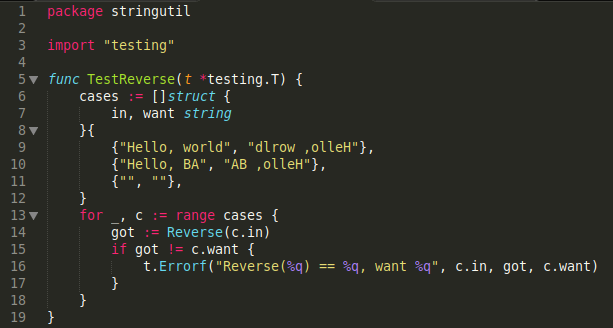 1 package stringutil
2
3 import "testing"
4
5 func TestReverse(t *testing.T) {
6     cases := []struct {
7         in, want string
8     }{
9         {"Hello, world", "dlrow ,olleH"},
10         {"Hello, BA", "AB ,olleH"},
11         {"", ""},
12     }
13     for _, c := range cases {
14         got := Reverse(c.in)
15         if got != c.want {
16             t.Errorf("Reverse(%q) == %q, want %q", c.in, got, c.want)
17         }
18     }
19 }